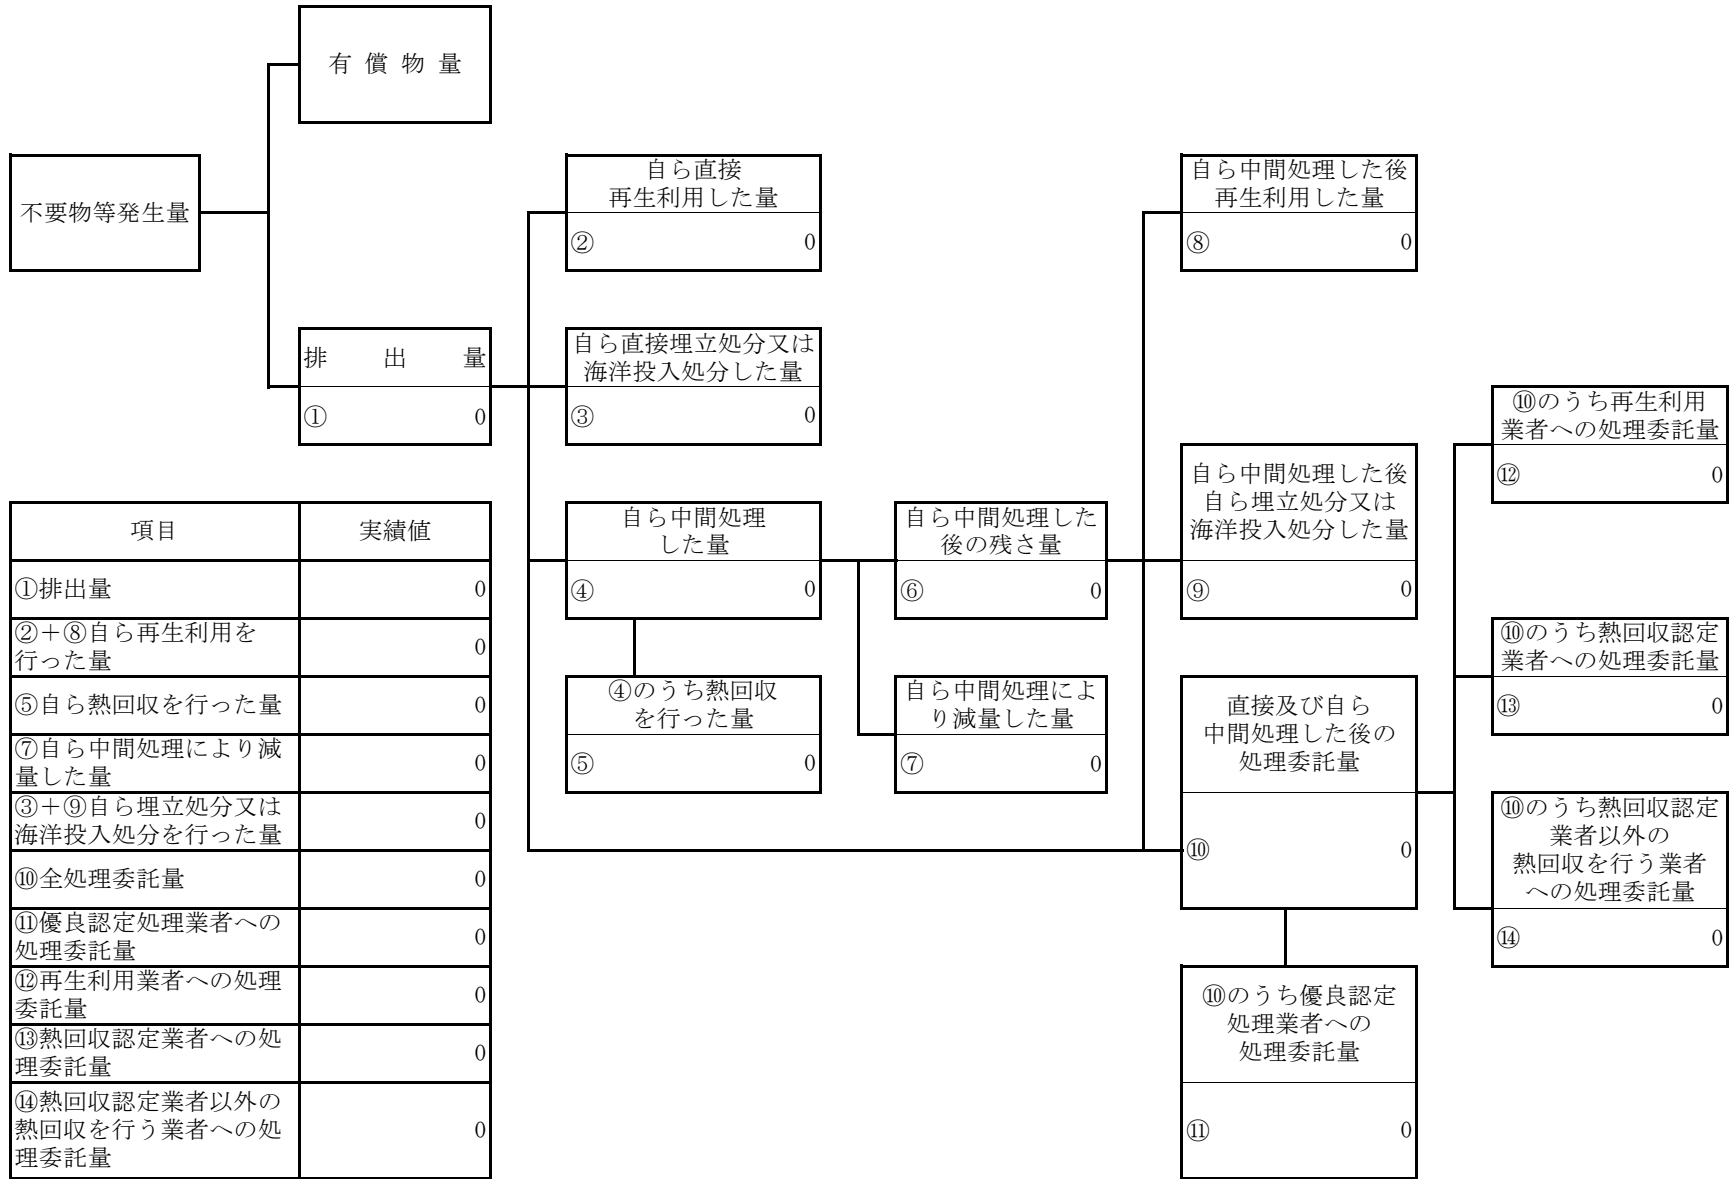 有償物量
不要物等発生量
排出量
① 0
自ら直接
再生利用した量
② 0
自ら直接埋立処分又は
海洋投入処分した量
③ 0
自ら中間処理
した量
④ 0
④のうち熱回収
を行った量
⑤ 0
自ら中間処理した
後の残さ量
⑥ 0
自ら中間処理によ
り減量した量
⑦ 0
自ら中間処理した後
再生利用した量
⑧ 0
自ら中間処理した後
自ら埋立処分又は
海洋投入処分した量
⑨ 0
直接及び自ら
中間処理した後の
処理委託量
⑩ 0
⑩のうち優良認定
処理業者への
処理委託量
⑪ 0
⑩のうち再生利用
業者への処理委託量
⑫ 0
⑩のうち熱回収認定
業者への処理委託量
⑬ 0
⑩のうち熱回収認定
業者以外の
熱回収を行う業者
への処理委託量
⑭ 0
項目 実績値
①排出量 0
②＋⑧自ら再生利用を
行った量 0
⑤自ら熱回収を行った量 0
⑦自ら中間処理により減
量した量 0
③＋⑨自ら埋立処分又は
海洋投入処分を行った量 0
⑩全処理委託量 0
⑪優良認定処理業者への
処理委託量 0
⑫再生利用業者への処理
委託量 0
⑬熱回収認定業者への処
理委託量 0
⑭熱回収認定業者以外の
熱回収を行う業者への処 0
理委託量